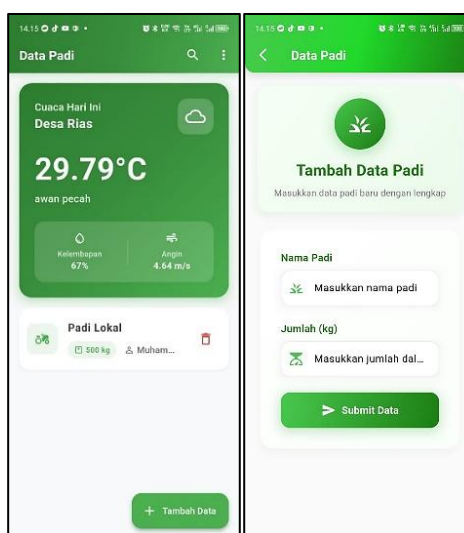 14.15
Data Padi
Cuaca Hari Ini
Desa Rias
29.79°C
awan pecah
Kelembapan
67%
Angin
4.64 m/s
Padi Lokal
500 kg
Muham...
+ Tambah Data
14.15
Data Padi
Tambah Data Padi
Masukkan data padi baru dengan lengkap
Nama Padi
Masukkan nama padi
Jumlah (kg)
Masukkan jumlah dal...
Submit Data